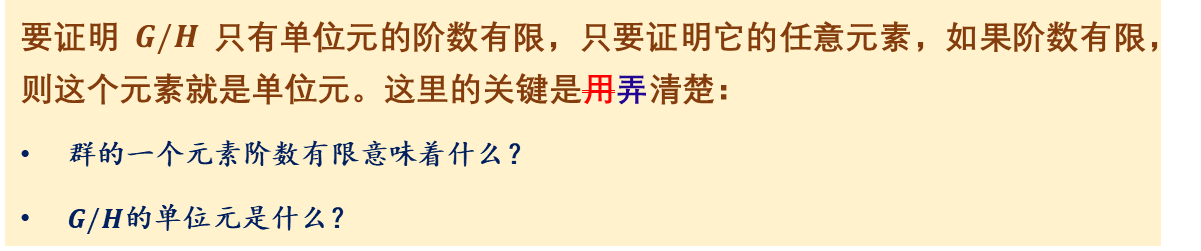 要证明 G/H 只有单位元的阶数有限，只要证明它的任意元素，如果阶数有限，
则这个元素就是单位元。这里的关键是用弄清楚：
• 群的一个元素阶数有限意味着什么？
• G/H的单位元是什么？